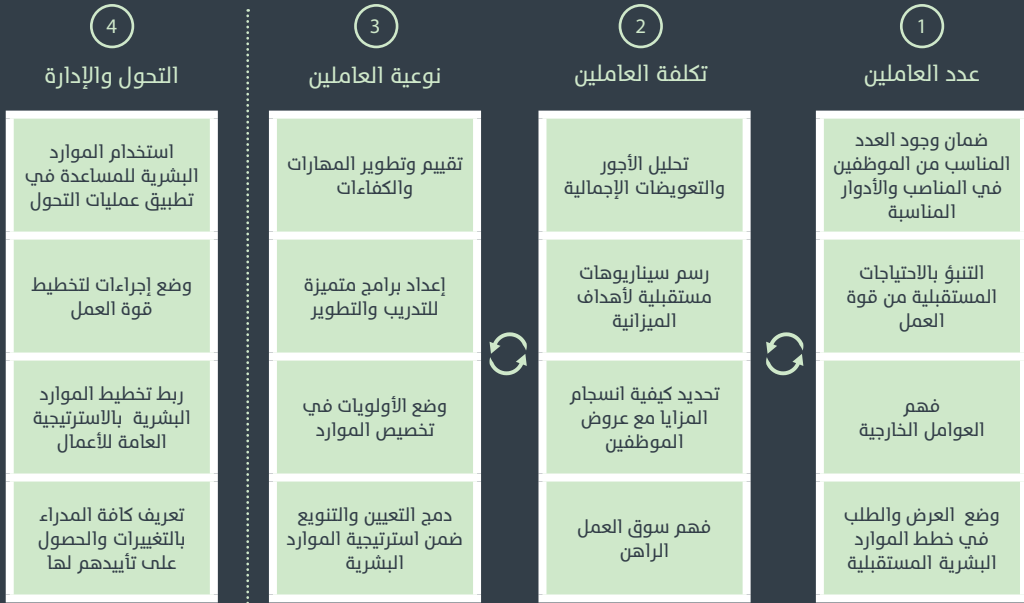 1
عدد العاملين
ضمان وجود العدد
المناسب من الموظفين
في المناصب والأدوار
المناسبة
التنبؤ بالاحتياجات
المستقبلية من قوة
العمل
فهم
العوامل الخارجية
وضع العرض والطلب
في خطط الموارد
البشرية المستقبلية
2
تكلفة العاملين
تحليل الأجور
والتعويضات الإجمالية
رسم سيناريوهات
مستقبلية لأهداف
الميزانية
تحديد كيفية انسجام
المزايا مع عروض
الموظفين
فهم سوق العمل
الراهن
3
نوعية العاملين
تقييم وتطوير المهارات
والكفاءات
إعداد برامج متميزة
للتدريب والتطوير
وضع الأولويات في
تخصيص الموارد
دمج التعيين والتنويع
ضمن استرتيجية الموارد
البشرية
4
التحول والإدارة
استخدام الموارد
البشرية للمساعدة في
تطبيق عمليات التحول
وضع إجراءات لتخطيط
قوة العمل
ربط تخطيط الموارد
البشرية بالاسترتيجية
العامة للأعمال
تعريف كافة المدراء
بالتغييرات والحصول
على تأييدهم لها